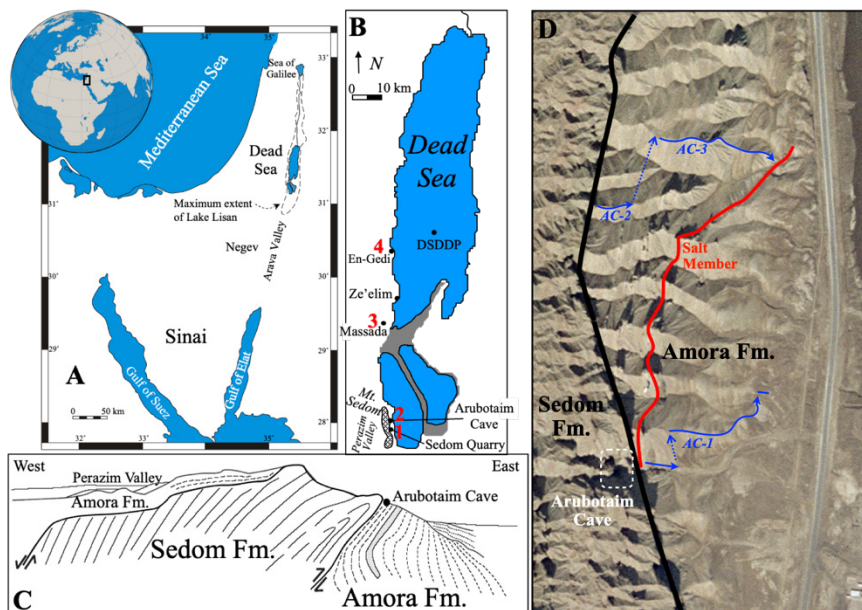 34′
35′
33′
32′
31′
30′
29′
28′
32′
33′
34′
35′
Mediterranean Sea
Sea of
Galilee
Dead
Sea
Maximum extent
of Lake Lisan
Negev
Arava Valley
Sinai
Gulf of Suez
Gulf of Elat
A
0 50 km
B
N
0 10 km
Dead
Sea
DSDDP
4
En-Gedi
Ze'elim
3
Massada
Mt. Sedom
Perazim
Valley
2
1
Arubotaim
Cave
Sedom Quarry
West
East
Perazim Valley
Amora Fm.
Arubotaim Cave
Sedom Fm.
Amora Fm.
C
D
AC-3
AC-2
Salt
Member
Amora Fm.
Sedom
Fm.
AC-1
Arubotaim
Cave